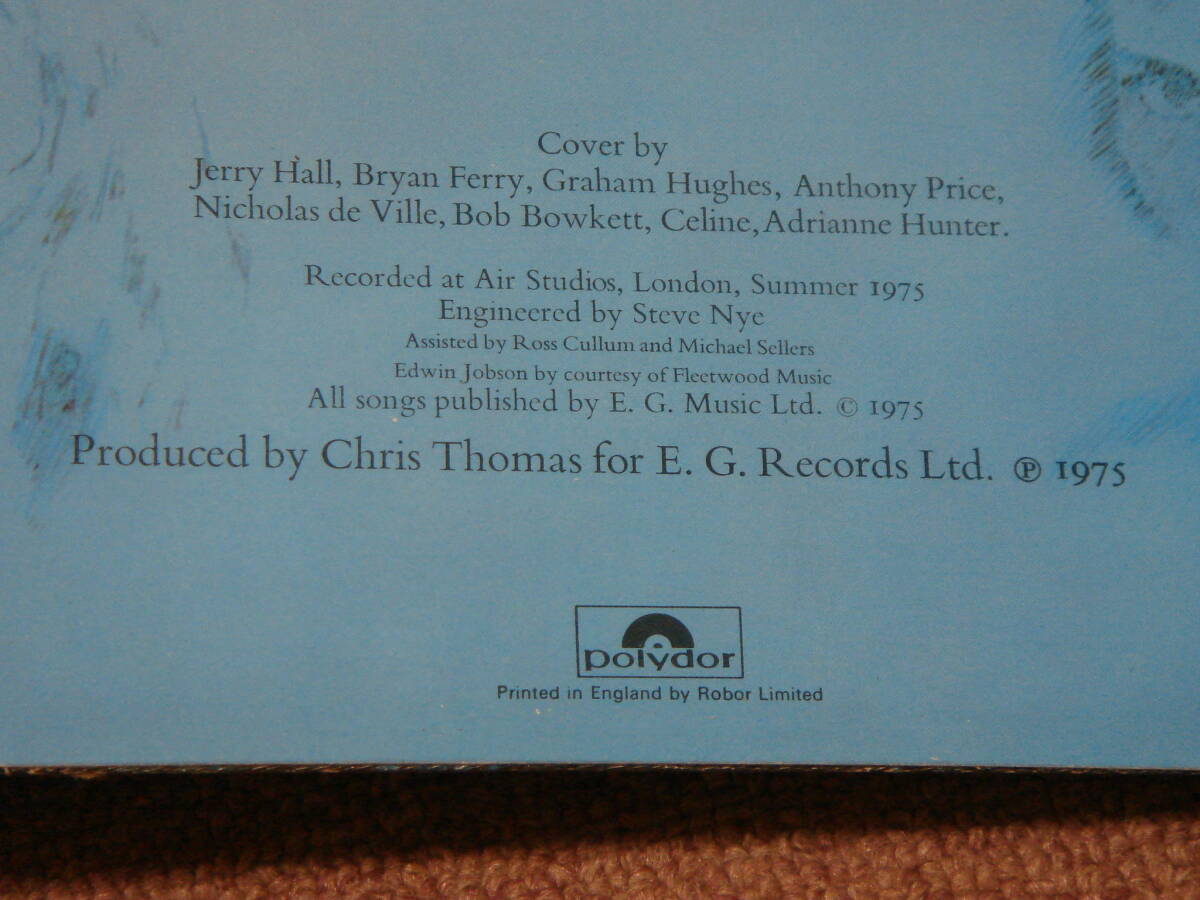 Cover by
Jerry Hall, Bryan Ferry, Graham Hughes, Anthony Price,
Nicholas de Ville, Bob Bowkett, Celine, Adrianne Hunter.
Recorded at Air Studios, London, Summer 1975
Engineered by Steve Nye
Assisted by Ross Cullum and Michael Sellers
Edwin Jobson by courtesy of Fleetwood Music
All songs published by E. G. Music Ltd. © 1975
Produced by Chris Thomas for E. G. Records Ltd. ℗ 1975
polydor
Printed in England by Robor Limited